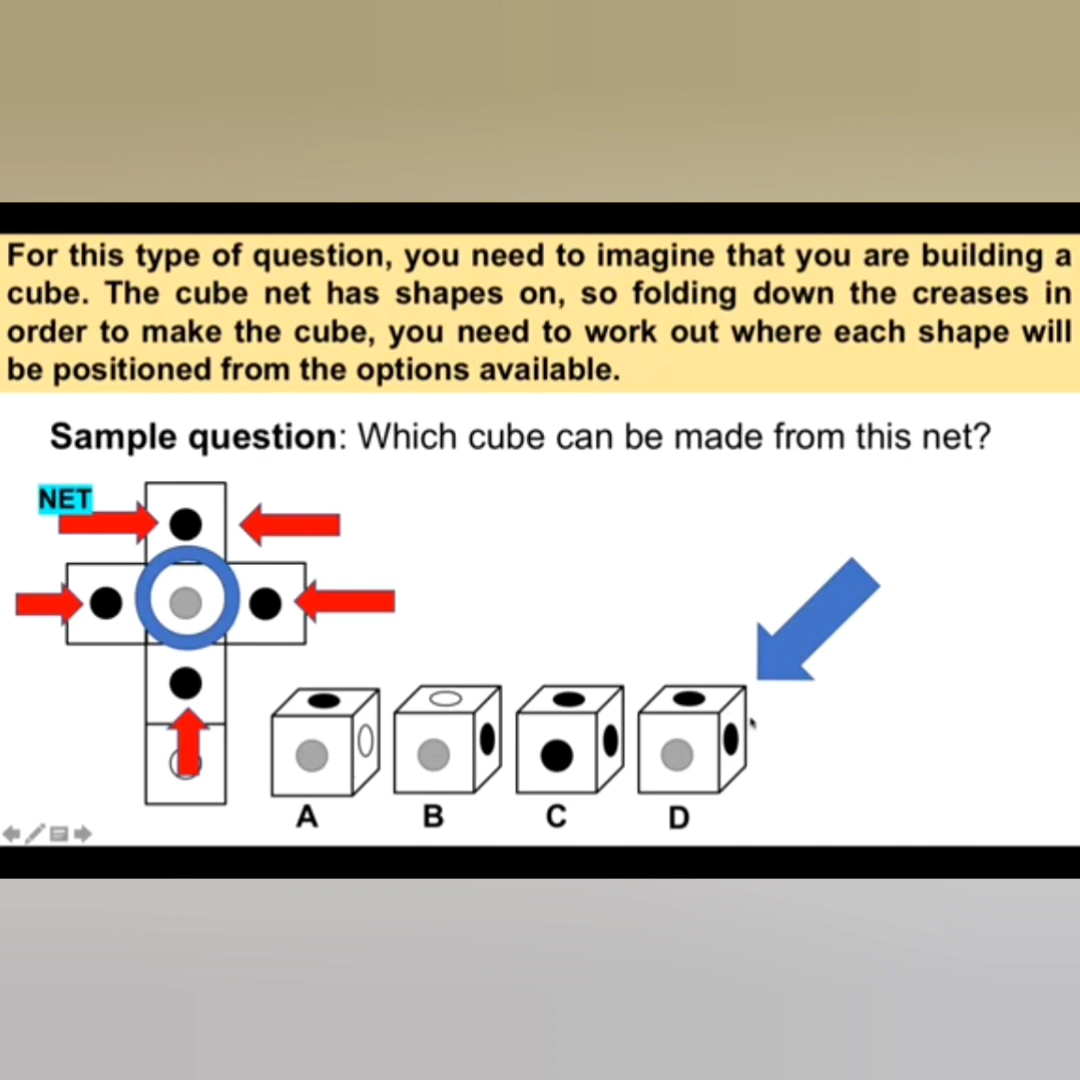 For this type of question, you need to imagine that you are building a
cube. The cube net has shapes on, so folding down the creases in
order to make the cube, you need to work out where each shape will
be positioned from the options available.
Sample question: Which cube can be made from this net?
NET
A B C D